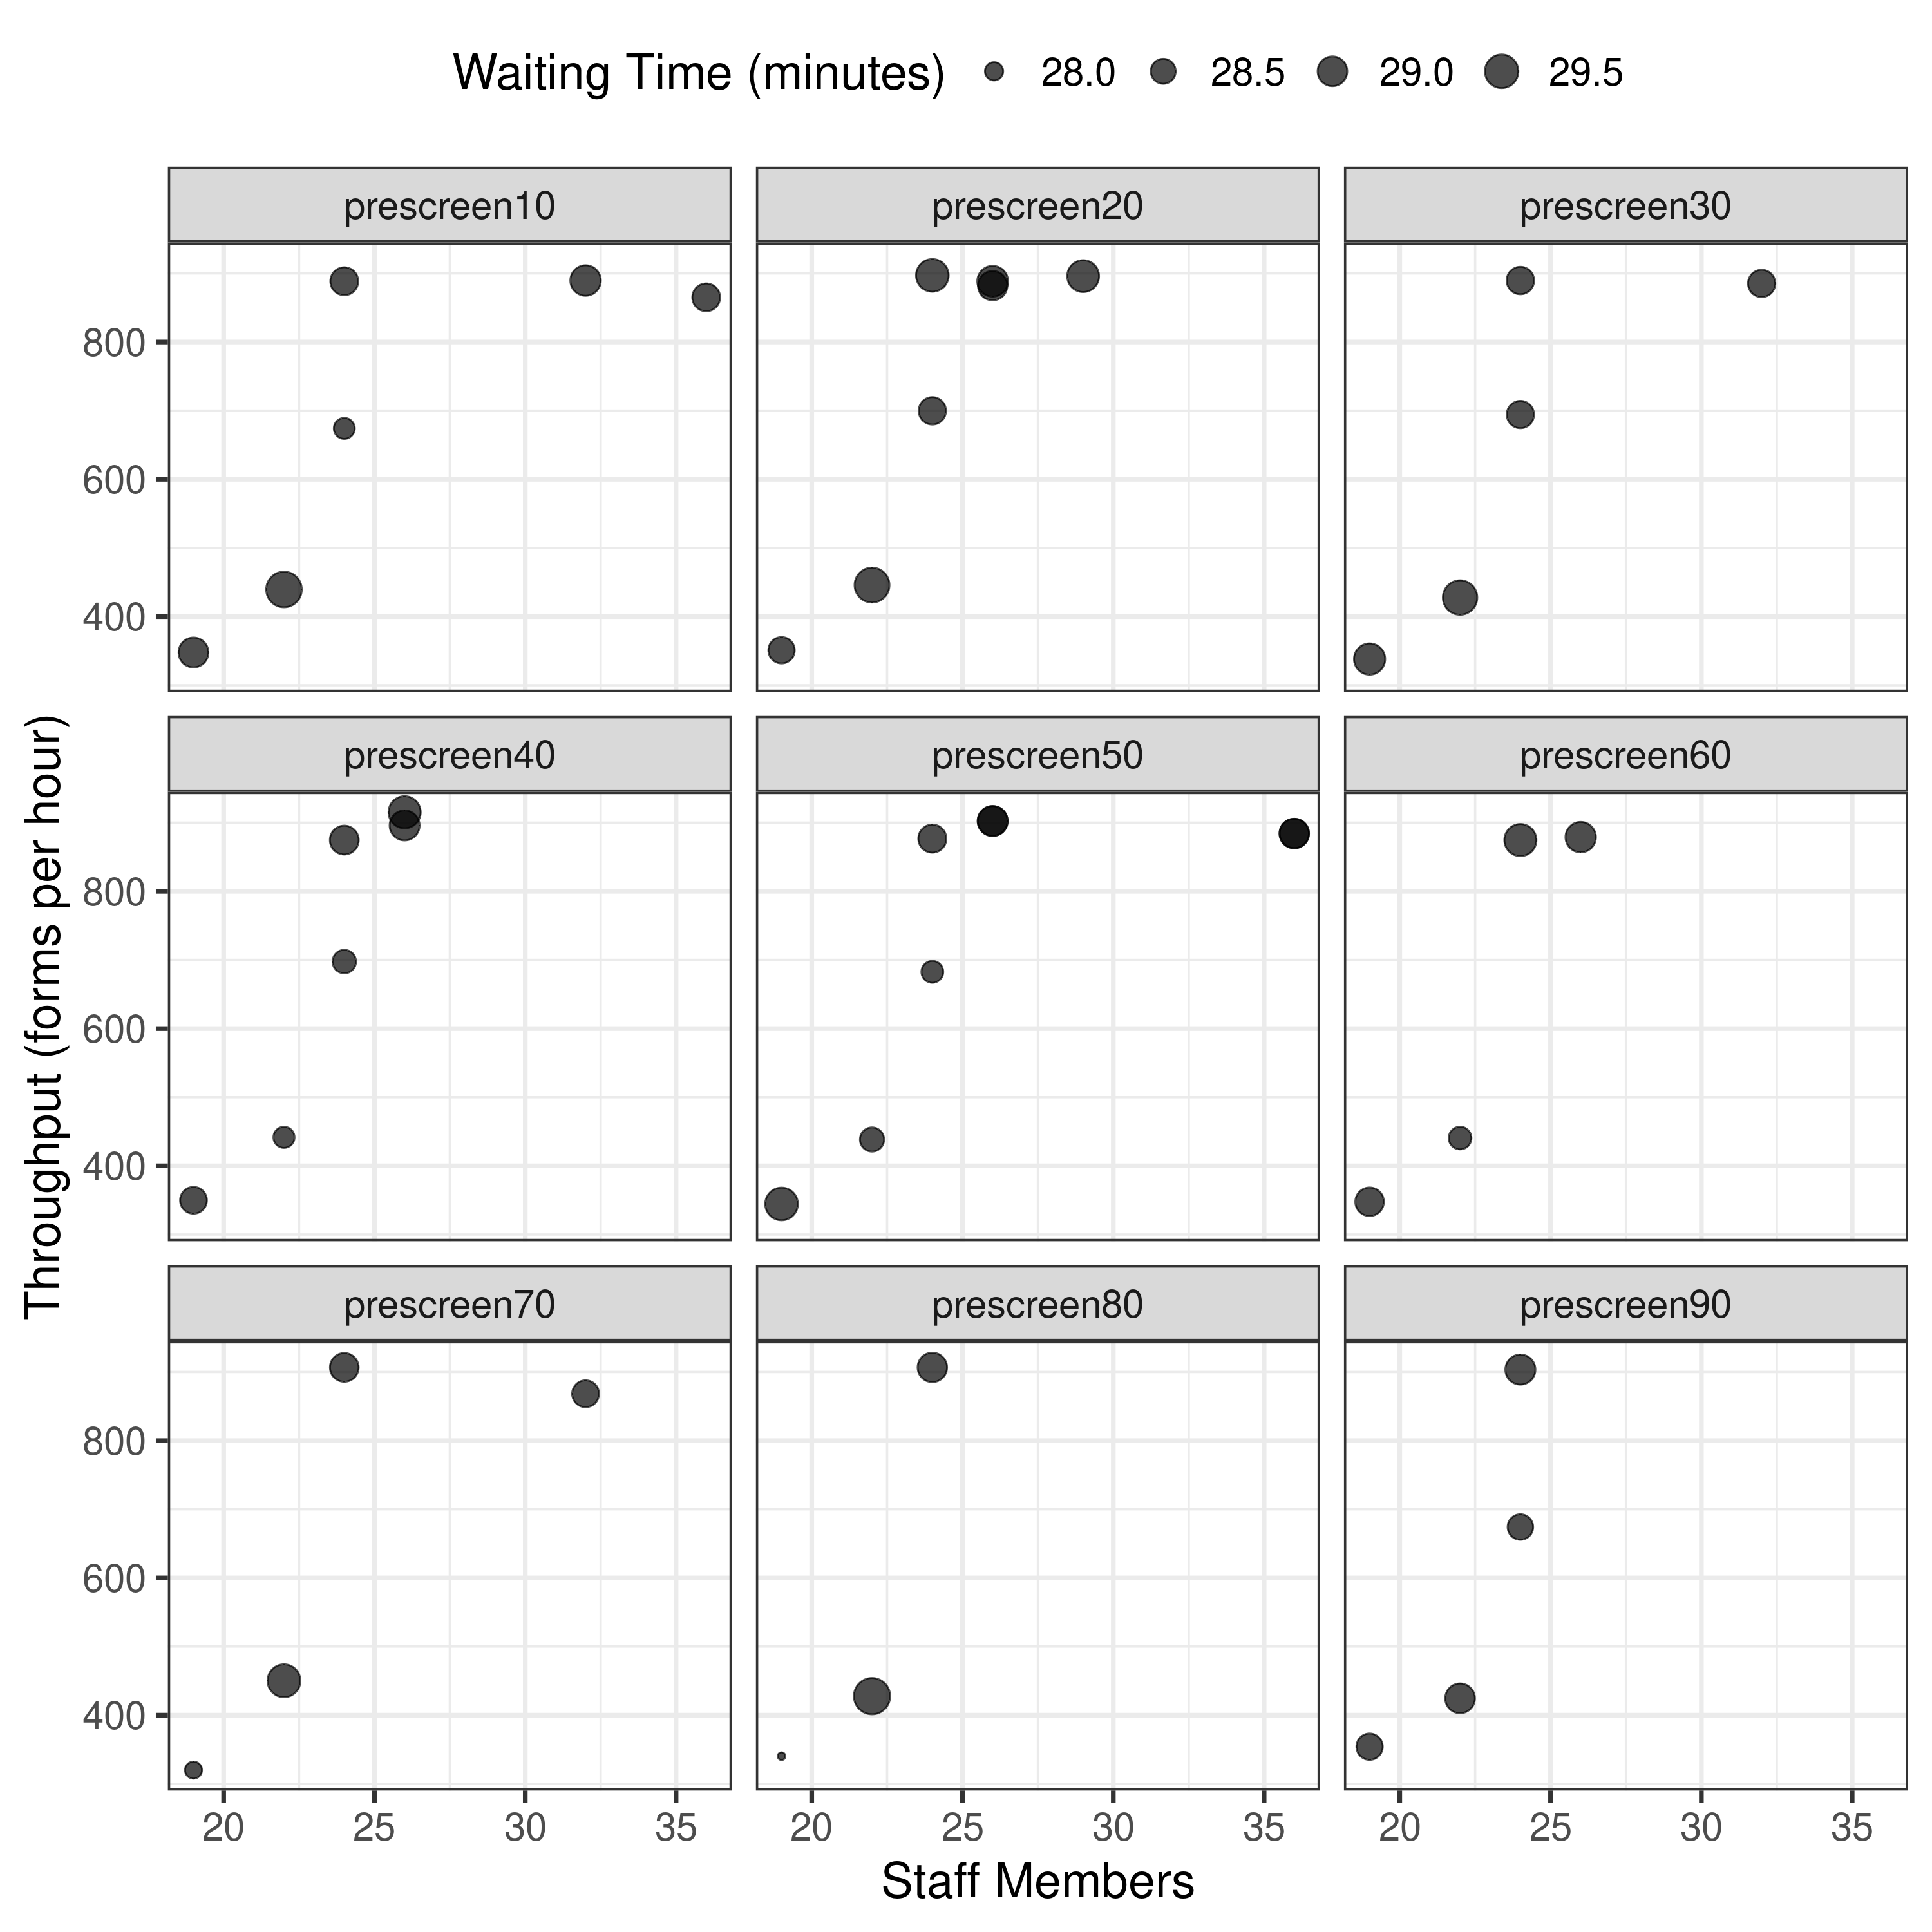 Waiting Time (minutes) 28.0 28.5 29.0 29.5
prescreen10 prescreen20 prescreen30
800
600
400
prescreen40 prescreen50 prescreen60
800
600
400
prescreen70 prescreen80 prescreen90
800
600
400
20 25 30 35 20 25 30 35 20 25 30 35
Staff Members
Throughput (forms per hour)